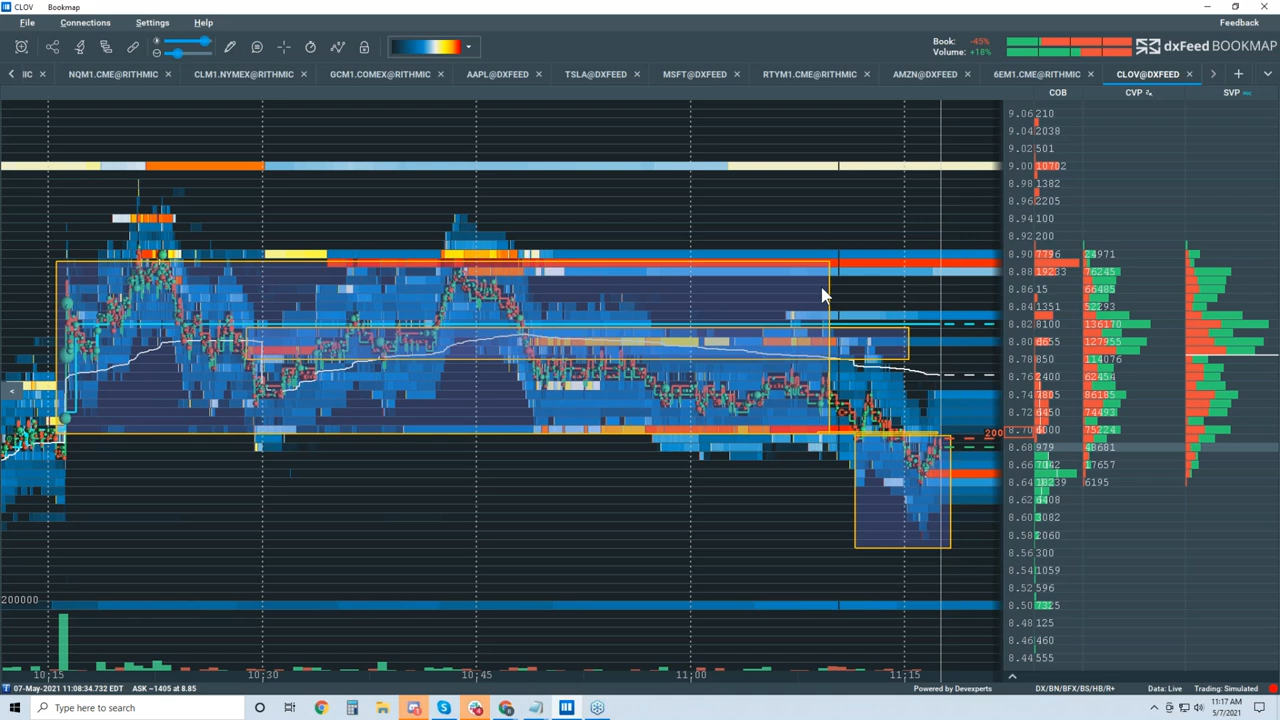 CLOV Bookmap
File Connections Settings Help Feedback
Book: -45%
Volume: +18%
dxFeed BOOKMAP
IC × NQM1.CME@RITHMIC × CLM1.NYMEX@RITHMIC × GCM1.COMEX@RITHMIC × AAPL@DXFEED × TSLA@DXFEED × MSFT@DXFEED × RTYM1.CME@RITHMIC × AMZN@DXFEED × 6EM1.CME@RITHMIC × CLOV@DXFEED ×
COB CVP SVP
9.06 210
9.04 2038
9.02 501
9.00 10702
8.98 1382
8.96 2205
8.94 100
8.92 200
8.90 7796 24971
8.88 19233 76245
8.86 15 66485
8.84 1351 52293
8.82 8100 136170
8.80 6655 127955
8.78 850 114076
8.76 2400 62454
8.74 3805 86185
8.72 6450 74493
200 8.70 6000 75224
8.68 979 48681
8.66 7042 17657
8.64 18239 6195
8.62 6408
8.60 3082
8.58 2060
8.56 300
8.54 1059
8.52 596
200000 8.50 7325
8.48 125
8.46 460
8.44 555
10:15 10:30 10:45 11:00 11:15
07-May-2021 11:08:34.732 EDT ASK ~1405 at 8.85 Powered by Devexperts DX/BN/BFX/BS/HB/R+ Data: Live Trading: Simulated
Type here to search
11:17 AM
5/7/2021